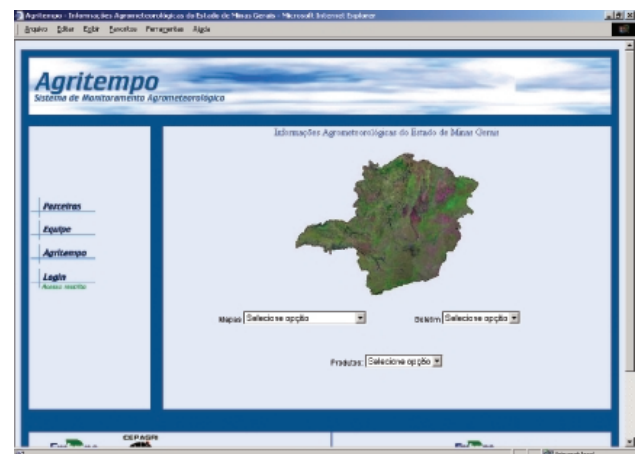 Agritempo - Informações Agrometeorológicas do Estado de Minas Gerais - Microsoft Internet Explorer
Arquivo Editar Exibir Favoritos Ferramentas Ajuda
Agritempo
Sistema de Monitoramento Agrometeorológico
Informações Agrometeorológicas do Estado de Minas Gerais
Parceiros
Equipe
Agritempo
Login
Acesso restrito
Mapas: Selecione opção
Boletim: Selecione opção
Produtos: Selecione opção
CEPAGRI